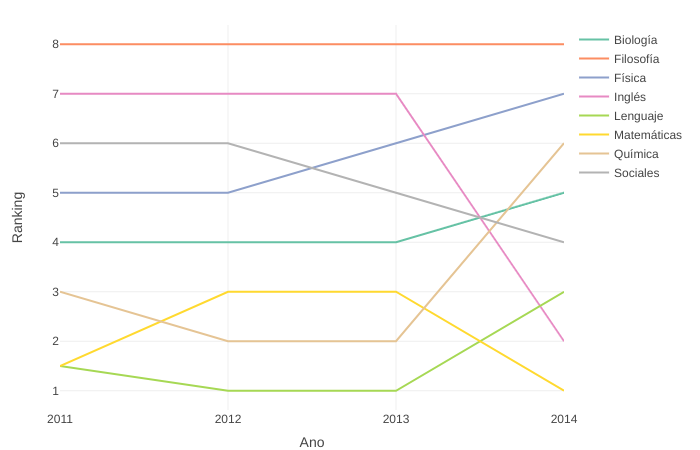 8
7
6
5
4
3
2
1
Ranking
2011 2012 2013 2014
Ano
Biología
Filosofía
Física
Inglés
Lenguaje
Matemáticas
Química
Sociales